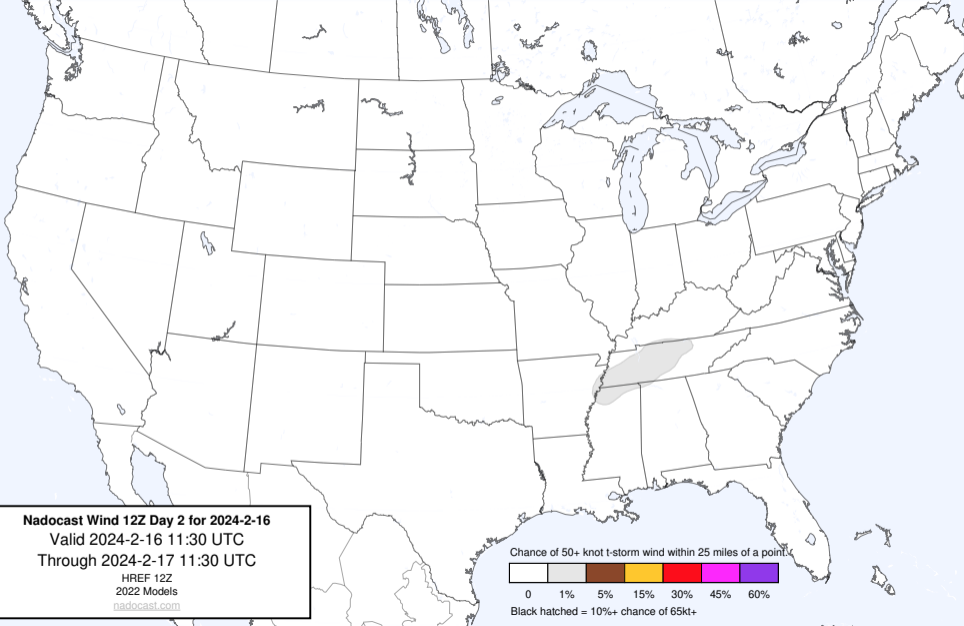 Nadocast Wind 12Z Day 2 for 2024-2-16
Valid 2024-2-16 11:30 UTC
Through 2024-2-17 11:30 UTC
HREF 12Z
2022 Models
nadocast.com
Chance of 50+ knot t-storm wind within 25 miles of a point.
0 1% 5% 15% 30% 45% 60%
Black hatched = 10%+ chance of 65kt+